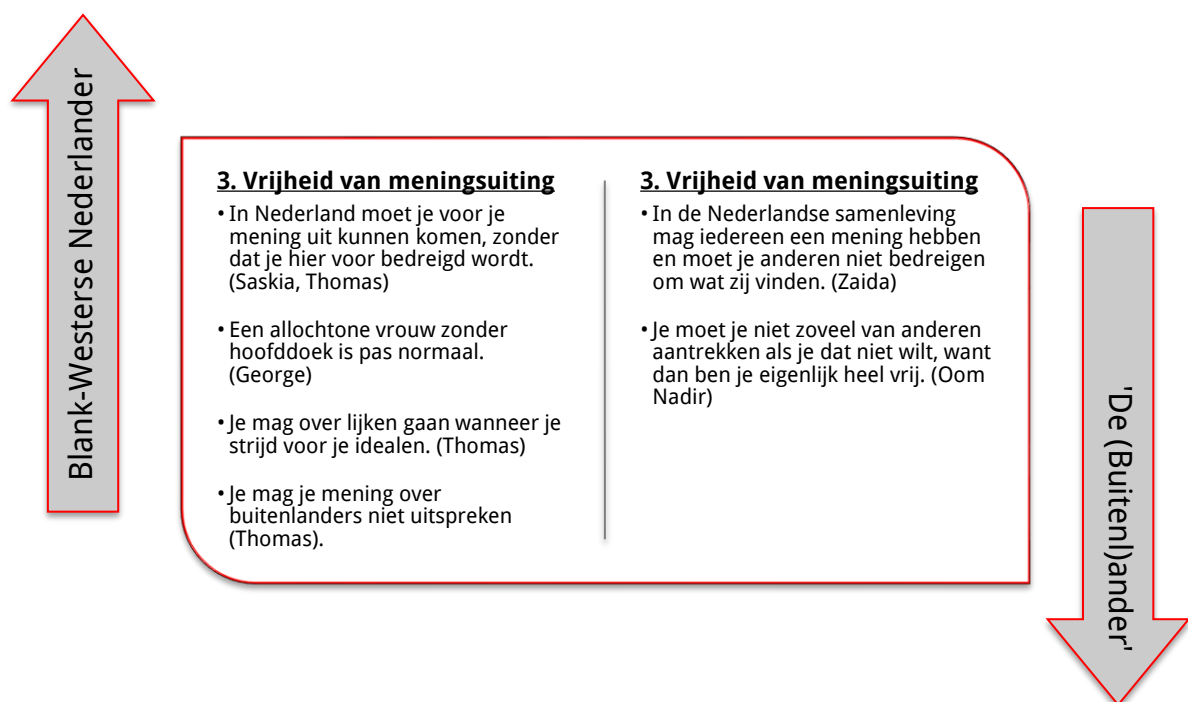 Blank-Westerse Nederlander
3. Vrijheid van meningsuiting
• In Nederland moet je voor je
mening uit kunnen komen, zonder
dat je hier voor bedreigd wordt.
(Saskia, Thomas)
• Een allochtone vrouw zonder
hoofddoek is pas normaal.
(George)
• Je mag over lijken gaan wanneer je
strijd voor je idealen. (Thomas)
• Je mag je mening over
buitenlanders niet uitspreken
(Thomas).
3. Vrijheid van meningsuiting
• In de Nederlandse samenleving
mag iedereen een mening hebben
en moet je anderen niet bedreigen
om wat zij vinden. (Zaida)
• Je moet je niet zoveel van anderen
aantrekken als je dat niet wilt, want
dan ben je eigenlijk heel vrij. (Oom
Nadir)
'De (Buitenl)ander'